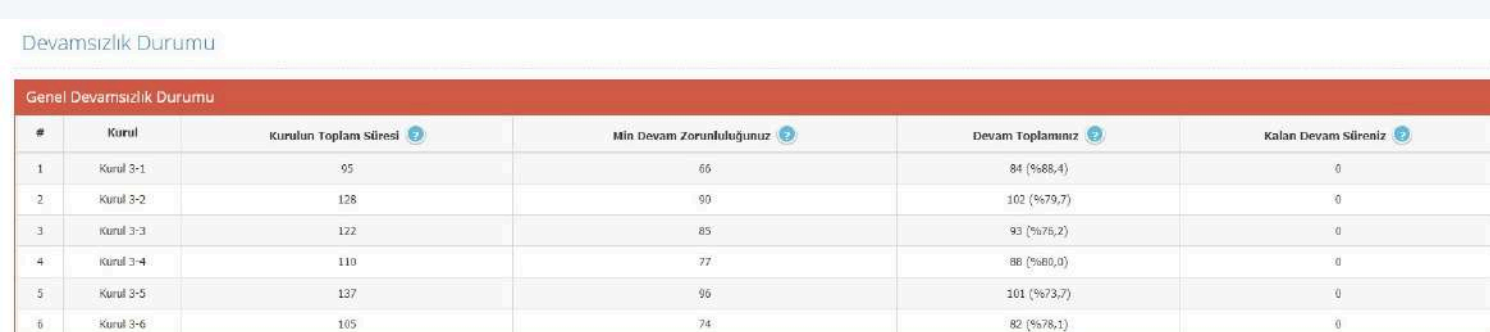 Devamsızlık Durumu
Genel Devamsızlık Durumu
# Kurul Kurulun Toplam Süresi ? Min Devam Zorunluluğunuz ? Devam Toplamınız ? Kalan Devam Süreniz ?
1 Kurul 3-1 95 66 84 (%88,4) 0
2 Kurul 3-2 128 90 102 (%79,7) 0
3 Kurul 3-3 122 85 93 (%76,2) 0
4 Kurul 3-4 110 77 88 (%80,0) 0
5 Kurul 3-5 137 96 101 (%73,7) 0
6 Kurul 3-6 105 74 82 (%78,1) 0